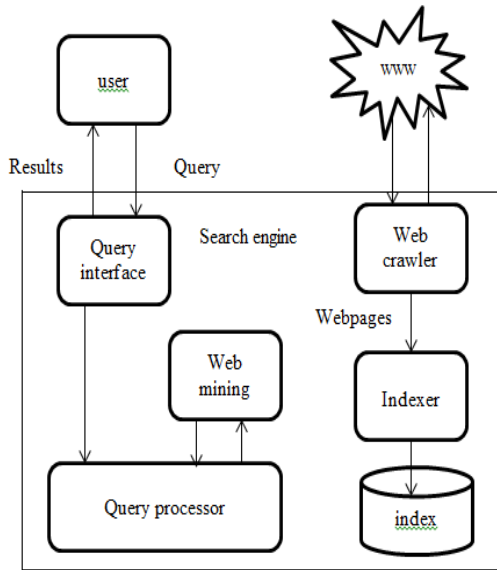 user
WWW
Results
Query
Query
interface
Search engine
Web
crawler
Webpages
Web
mining
Indexer
Query processor
index